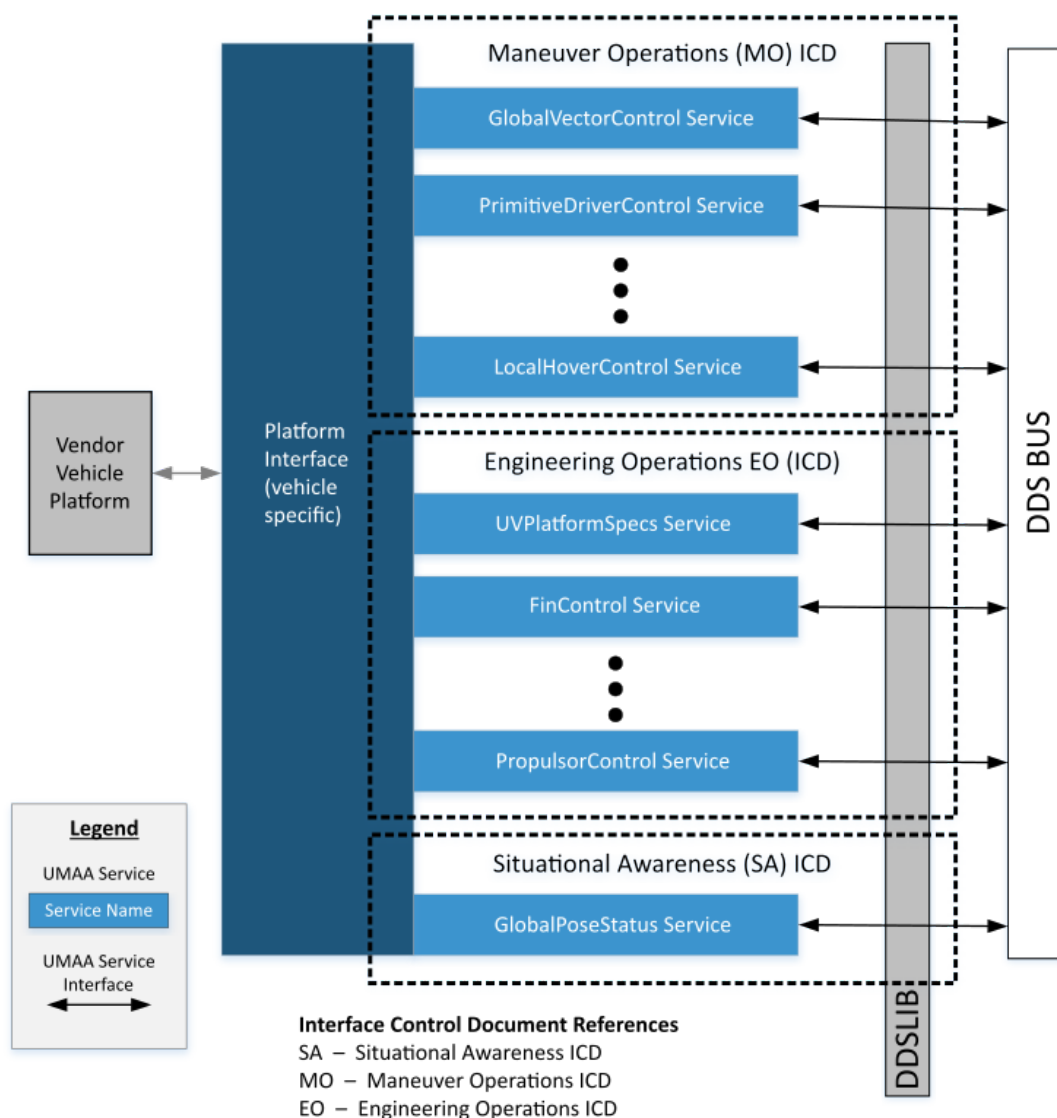 Maneuver Operations (MO) ICD
GlobalVectorControl Service
PrimitiveDriverControl Service
LocalHoverControl Service
Vendor
Vehicle
Platform
Platform
Interface
(vehicle
specific)
Engineering Operations EO (ICD)
UVPlatformSpecs Service
FinControl Service
PropulsorControl Service
Situational Awareness (SA) ICD
GlobalPoseStatus Service
DDSLIB
DDS BUS
Legend
UMAA Service
Service Name
UMAA Service
Interface
Interface Control Document References
SA – Situational Awareness ICD
MO – Maneuver Operations ICD
EO – Engineering Operations ICD